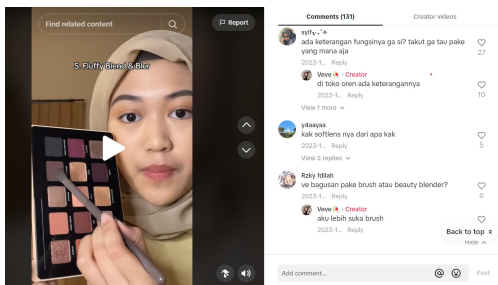 Find related content
Report
5. Fluffy Blend & Blur
Comments (131)
Creator videos
ada keterangan fungsinya ga si? takut ga tau pake
yang mana aja
2023-1... Reply
27
Veve · Creator
di toko oren ada keterangannya
2023-1... Reply
10
View 1 more
y4aayaa
kak softlens nya dari apa kak
2023-1... Reply
5
View 2 replies
Rzky fdilah
ve bagusan pake brush atau beauty blender?
2023-1... Reply
0
Veve · Creator
aku lebih suka brush
2023-1... Reply
Back to top
Hide
Add comment...
@
Post